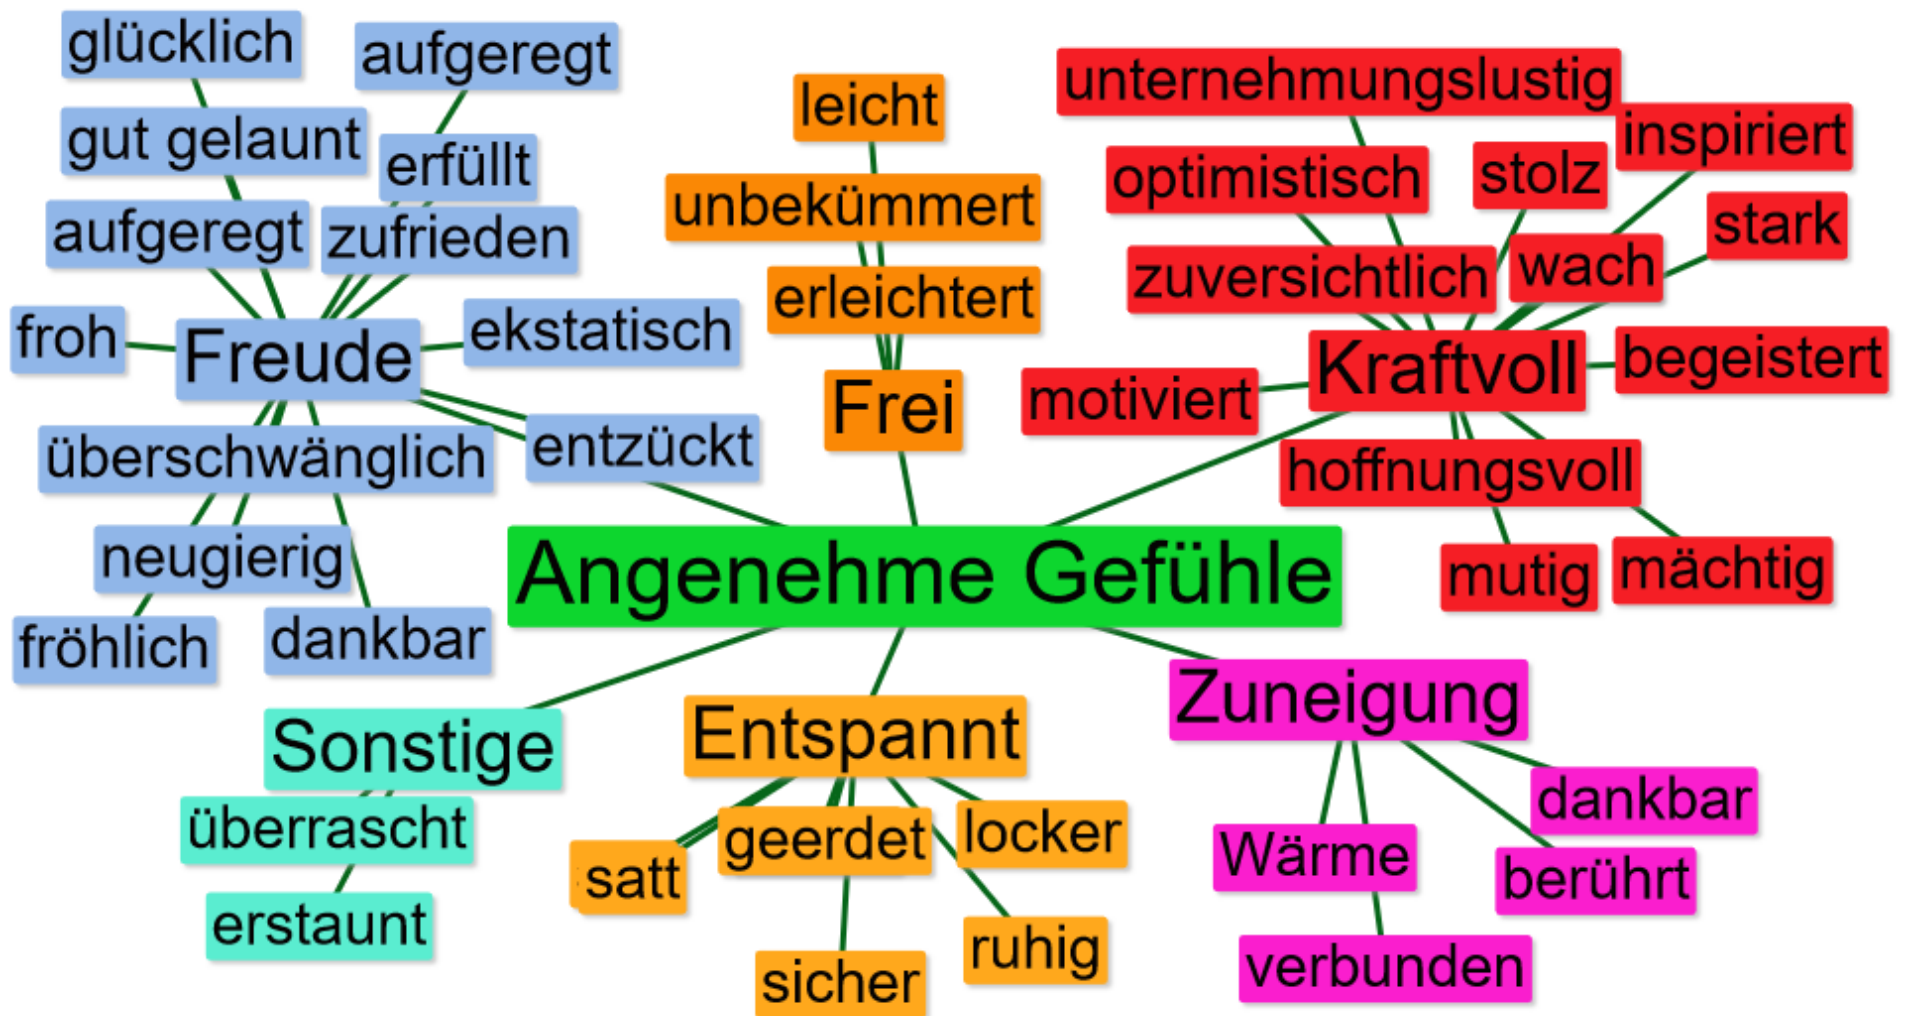 glücklich
aufgeregt
gut gelaunt
erfüllt
aufgeregt
zufrieden
froh
Freude
ekstatisch
überschwänglich
entzückt
neugierig
fröhlich
dankbar
leicht
unbekümmert
erleichtert
Frei
unternehmungslustig
inspiriert
optimistisch
stolz
stark
zuversichtlich
wach
Kraftvoll
begeistert
motiviert
hoffnungsvoll
mutig
mächtig
Angenehme Gefühle
Sonstige
überrascht
erstaunt
Entspannt
satt
geerdet
locker
ruhig
sicher
Zuneigung
dankbar
Wärme
berührt
verbunden